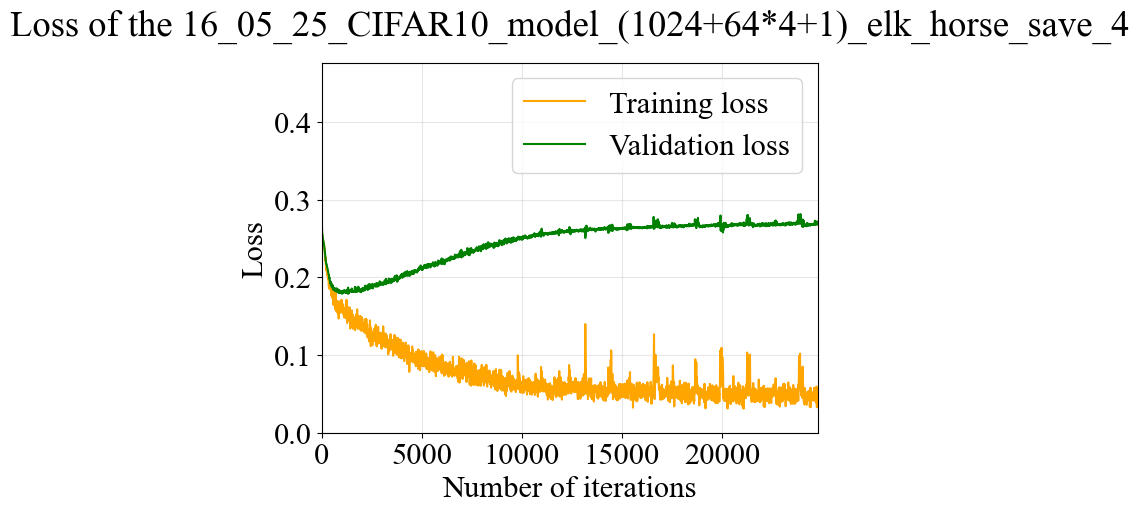 Loss of the 16_05_25_CIFAR10_model_(1024+64*4+1)_elk_horse_save_4
Training loss
Validation loss
0.4
0.3
0.2
0.1
0.0
Loss
0
5000
10000
15000
20000
Number of iterations